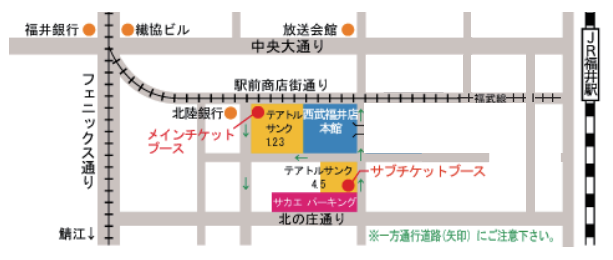 福井銀行
繊協ビル
放送会館
中央大通り
JR福井駅
フェニックス通り
駅前商店街通り
福武線
北陸銀行
テアトル
サンク
1.2.3
西武福井店
本館
メインチケット
ブース
テアトルサンク
4.5
サブチケットブース
サカエ パーキング
北の庄通り
鯖江↓
※一方通行道路(矢印)にご注意下さい。